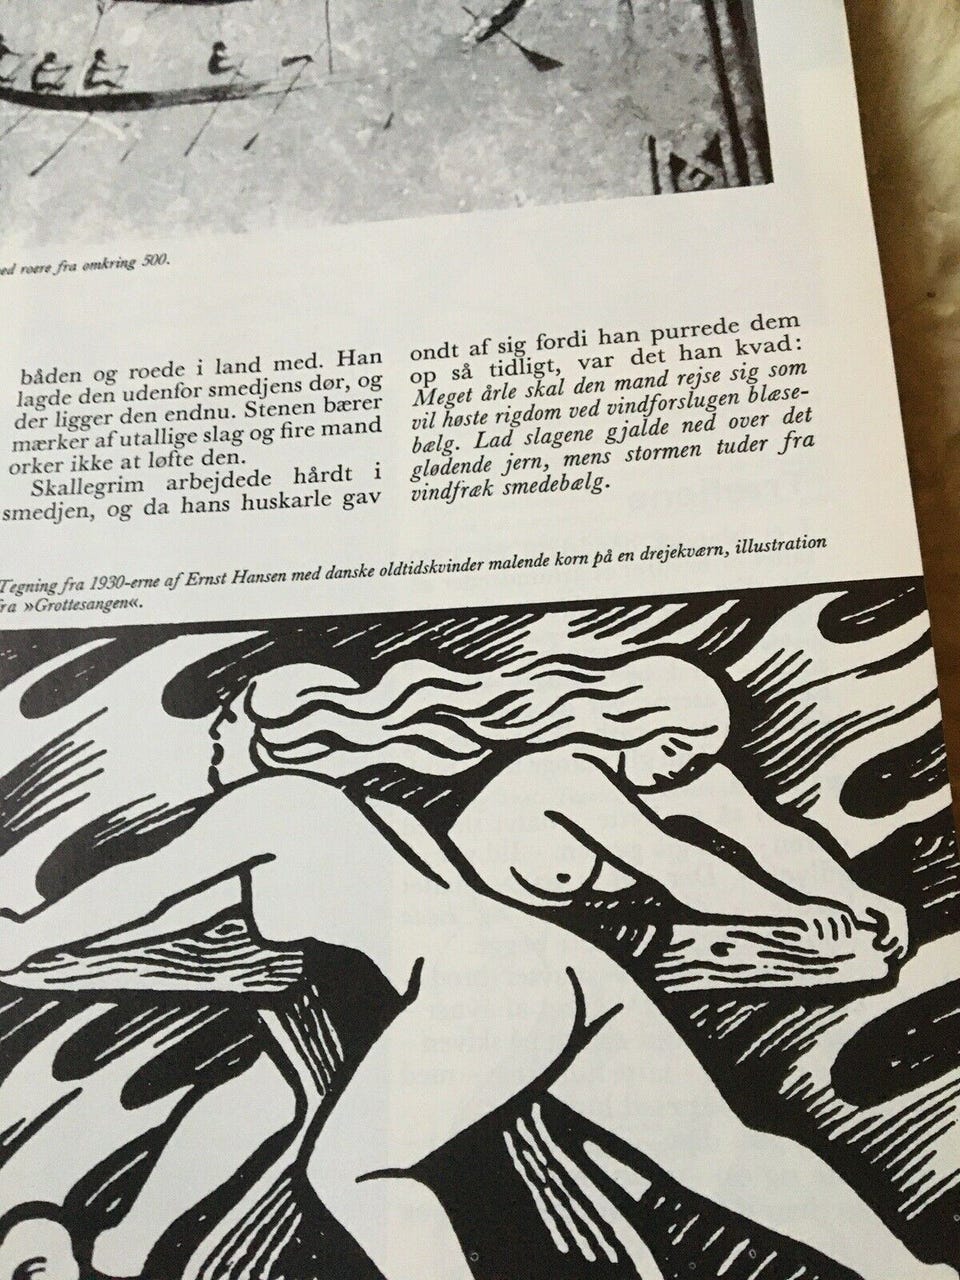 roere fra omkring 500.
båden og roede i land med. Han
lagde den udenfor smedjens dør, og
der ligger den endnu. Stenen bærer
mærker af utallige slag og fire mand
orker ikke at løfte den.
Skallegrim arbejdede hårdt i
smedjen, og da hans huskarle gav
ondt af sig fordi han purrede dem
op så tidligt, var det han kvad:
Meget årle skal den mand rejse sig som
vil høste rigdom ved vindforslugen blæse-
bælg. Lad slagene gjalde ned over det
glødende jern, mens stormen tuder fra
vindfræk smedebælg.
Tegning fra 1930-erne af Ernst Hansen med danske oldtidskvinder malende korn på en drejekværn, illustration
fra »Grottesangen«.